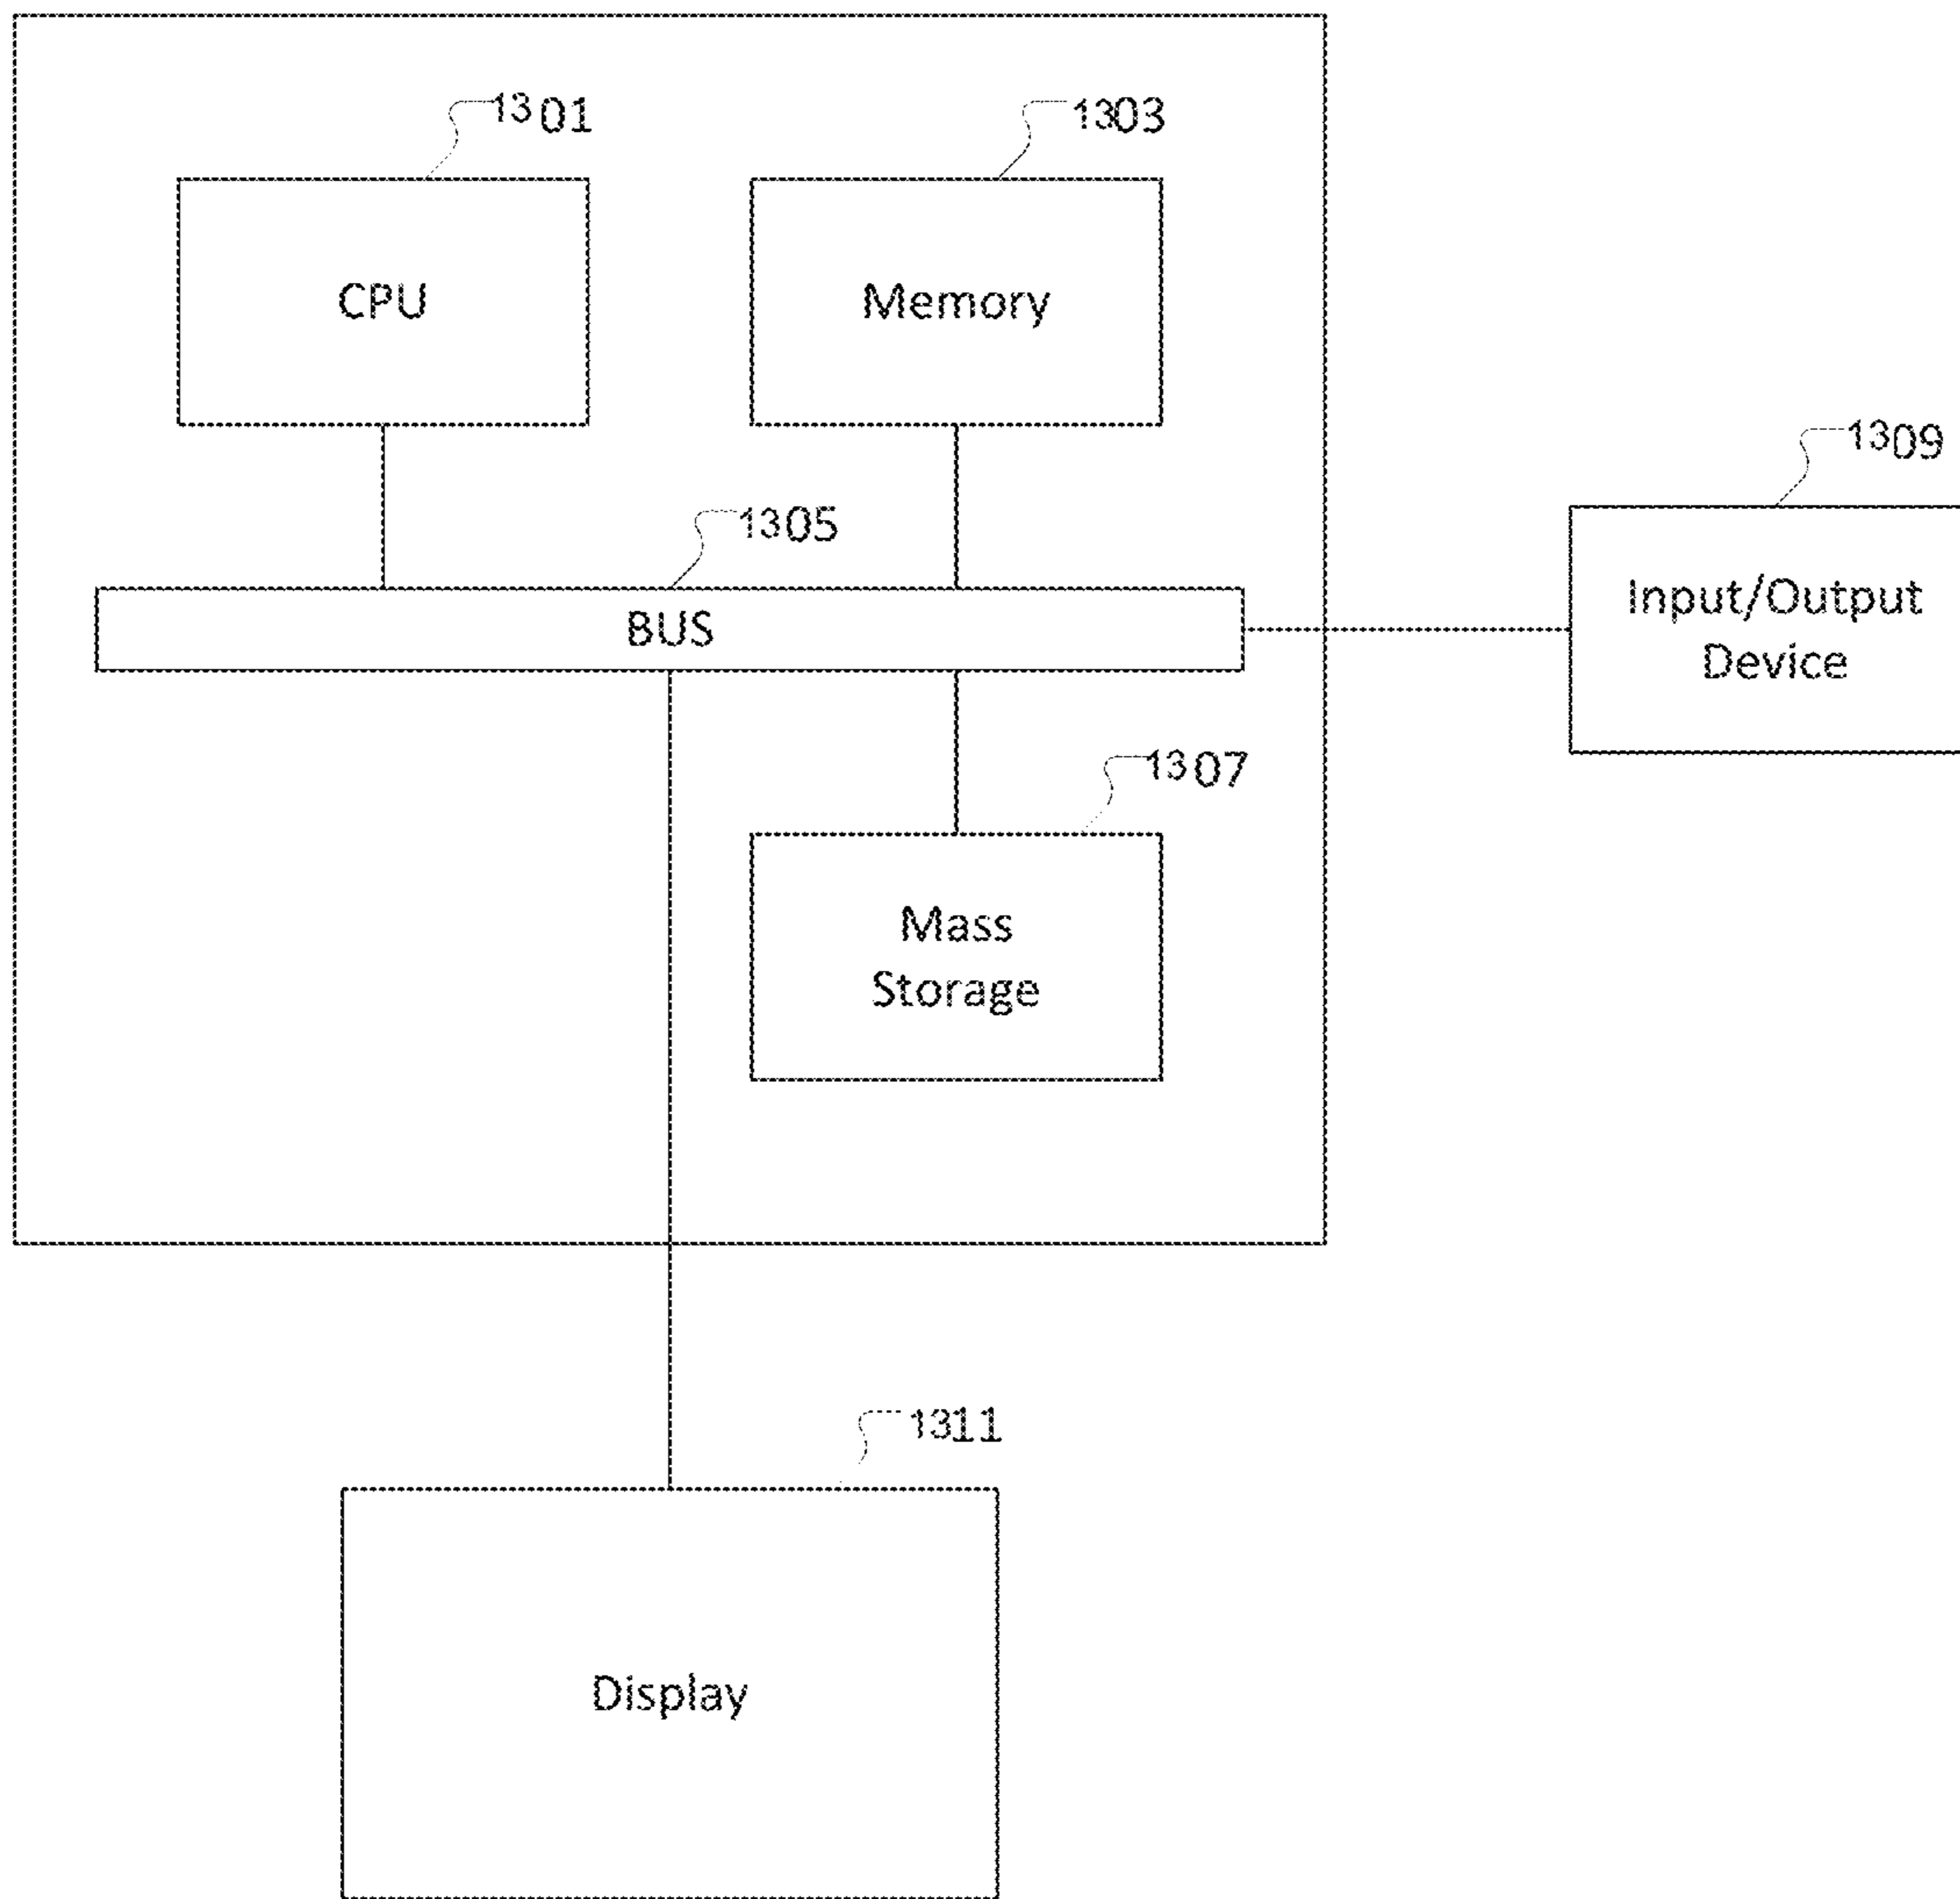 1301
1303
CPU
Memory
1305
BUS
1309
Input/Output
Device
1307
Mass
Storage
1311
Display